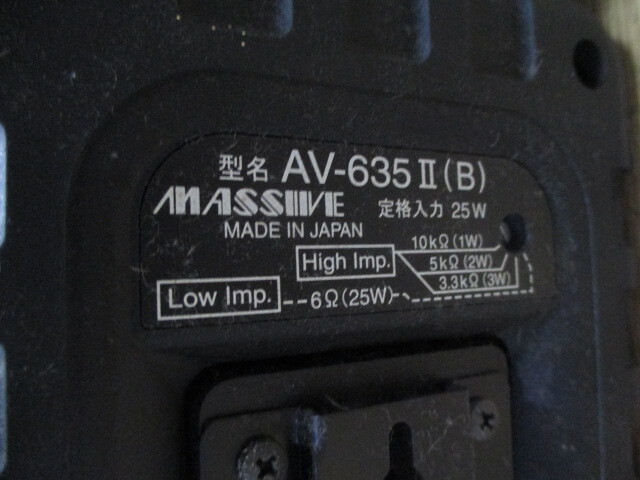 型名 AV-635Ⅱ(B)
MASSIVE 定格入力 25W
MADE IN JAPAN
10kΩ(1W)
High Imp. 5kΩ(2W)
3.3kΩ(3W)
Low Imp. 6Ω(25W)